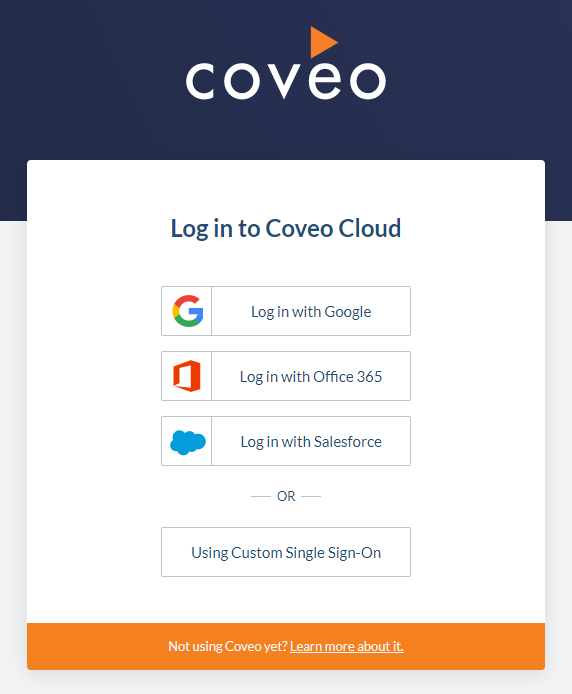 coveo
Log in to Coveo Cloud
Log in with Google
Log in with Office 365
Log in with Salesforce
OR
Using Custom Single Sign-On
Not using Coveo yet? Learn more about it.